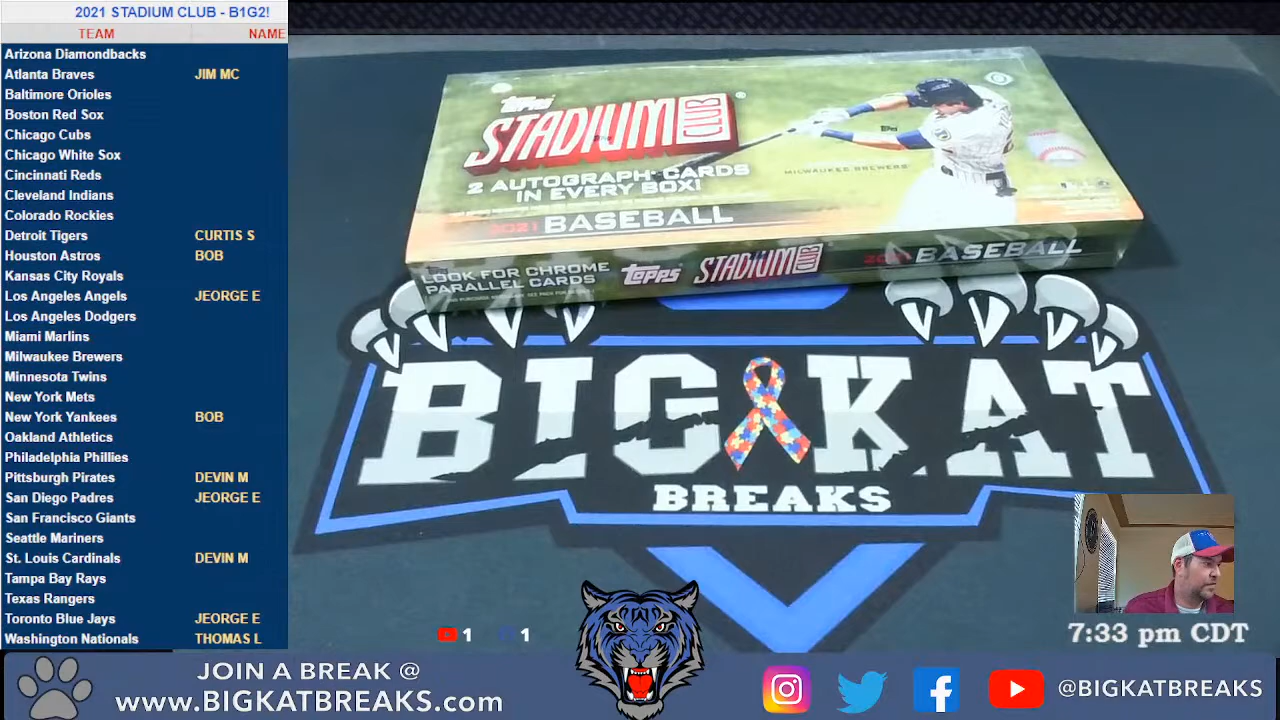 2021 STADIUM CLUB - B1G2!
TEAM NAME
Arizona Diamondbacks
Atlanta Braves JIM MC
Baltimore Orioles
Boston Red Sox
Chicago Cubs
Chicago White Sox
Cincinnati Reds
Cleveland Indians
Colorado Rockies
Detroit Tigers CURTIS S
Houston Astros BOB
Kansas City Royals
Los Angeles Angels JEORGE E
Los Angeles Dodgers
Miami Marlins
Milwaukee Brewers
Minnesota Twins
New York Mets
New York Yankees BOB
Oakland Athletics
Philadelphia Phillies
Pittsburgh Pirates DEVIN M
San Diego Padres JEORGE E
San Francisco Giants
Seattle Mariners
St. Louis Cardinals DEVIN M
Tampa Bay Rays
Texas Rangers
Toronto Blue Jays JEORGE E
Washington Nationals THOMAS L
Topps
STADIUM CLUB
2 AUTOGRAPH CARDS
IN EVERY BOX!
2021 BASEBALL
MILWAUKEE BREWERS
LOOK FOR CHROME
PARALLEL CARDS
Topps STADIUM CLUB 2021 BASEBALL
BIG KAT
BREAKS
1 1
7:33 pm CDT
JOIN A BREAK @
www.BIGKATBREAKS.com
@BIGKATBREAKS